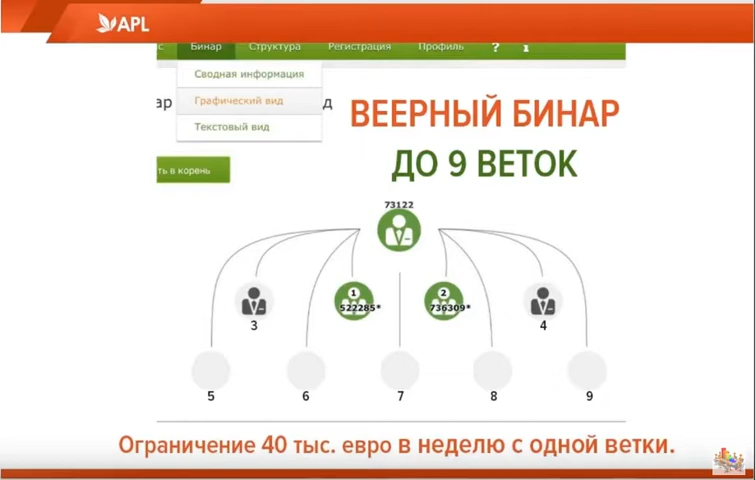 APL
Бинар Структура Регистрация Профиль ? i
Сводная информация
Графический вид
Текстовый вид
ВЕЕРНЫЙ БИНАР
ДО 9 ВЕТОК
в корень
73122
1 2
522285* 736309*
3 4
5 6 7 8 9
Ограничение 40 тыс. евро в неделю с одной ветки.